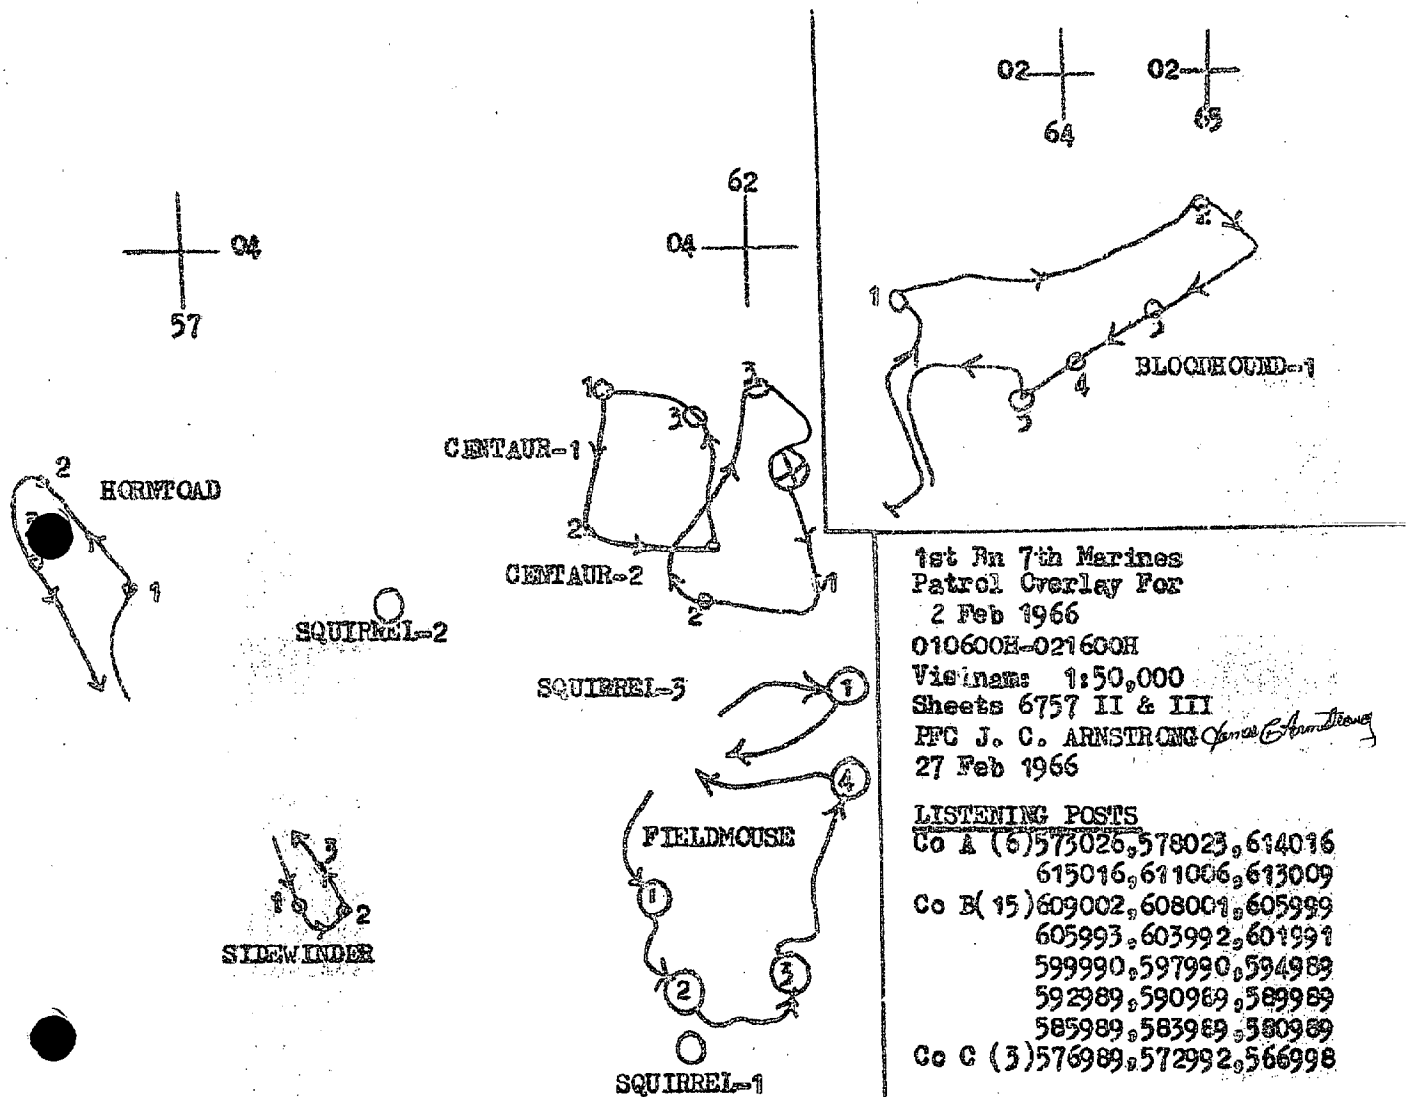 02
02
64
65
62
04
04
57
1
2
3
4
5
BLOODHOUND-1
1
3
3
CENTAUR-1
2
HORNTOAD
2
CENTAUR-2
2
1
1
SQUIRREL-2
SQUIRREL-3
1
4
FIELDMOUSE
1
2
3
3
1
2
SIDEWINDER
SQUIRREL-1
1st Bn 7th Marines
Patrol Overlay For
2 Feb 1966
010600H-021600H
Vietnam: 1:50,000
Sheets 6757 II & III
PFC J. C. ARNSTRONG James C Armstrong
27 Feb 1966
LISTENING POSTS
Co A (6)573026,578023,614016
615016,611006,613009
Co B(15)609002,608001,605999
605993,603992,601991
599990,597990,594989
592989,590989,589989
585989,583989,580989
Co C (3)576989,572992,566998